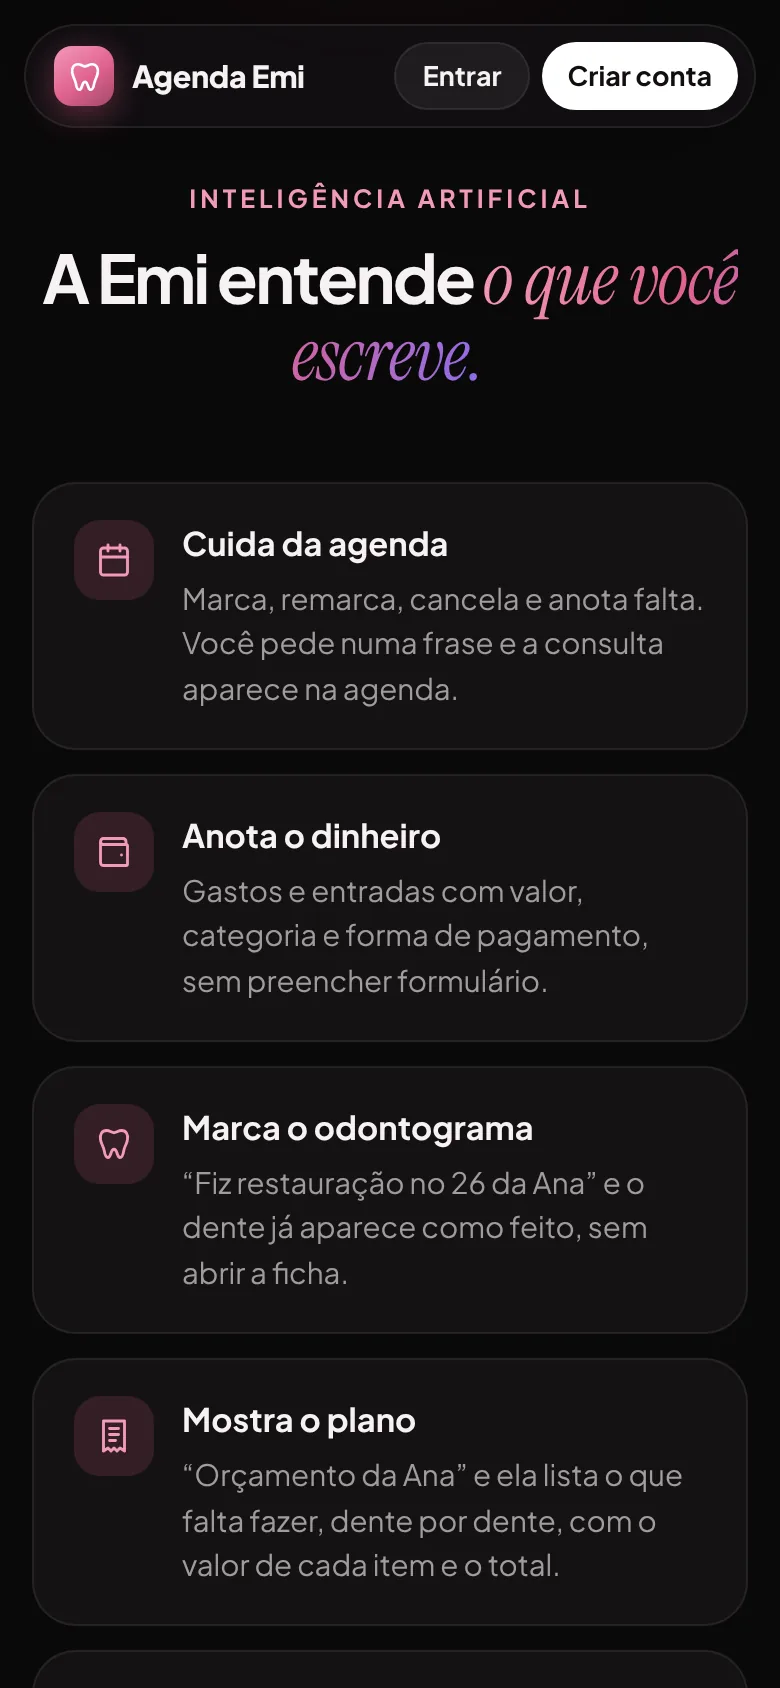 Agenda Emi
Entrar
Criar conta
INTELIGÊNCIA ARTIFICIAL
A Emi entende o que você
escreve.
Cuida da agenda
Marca, remarca, cancela e anota falta.
Você pede numa frase e a consulta
aparece na agenda.
Anota o dinheiro
Gastos e entradas com valor,
categoria e forma de pagamento,
sem preencher formulário.
Marca o odontograma
“Fiz restauração no 26 da Ana” e o
dente já aparece como feito, sem
abrir a ficha.
Mostra o plano
“Orçamento da Ana” e ela lista o que
falta fazer, dente por dente, com o
valor de cada item e o total.